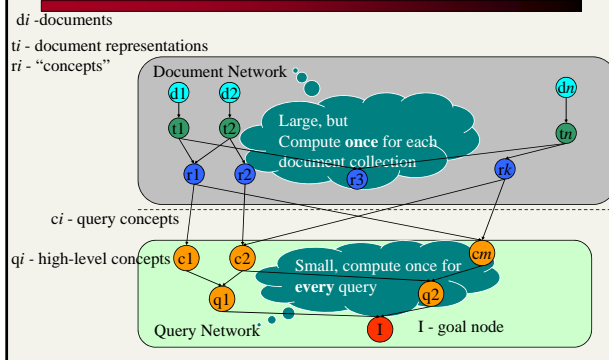 di -documents
ti - document representations
ri - “concepts”
Document Network
d1
d2
dn
Large, but
t1
t2
tn
Compute once for each
document collection
r1
r2
r3
rk
ci - query concepts
qi - high-level concepts
c1
c2
cm
Small, compute once for
every query
q1
q2
Query Network
I
I - goal node